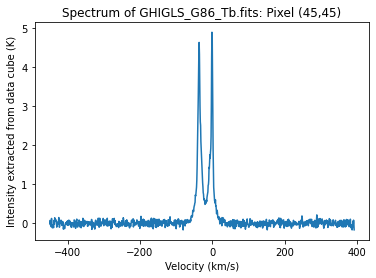 Spectrum of GHIGLS_G86_Tb.fits: Pixel (45,45)
5
4
3
2
1
0
Intensity extracted from data cube (K)
−400 −200 0 200 400
Velocity (km/s)